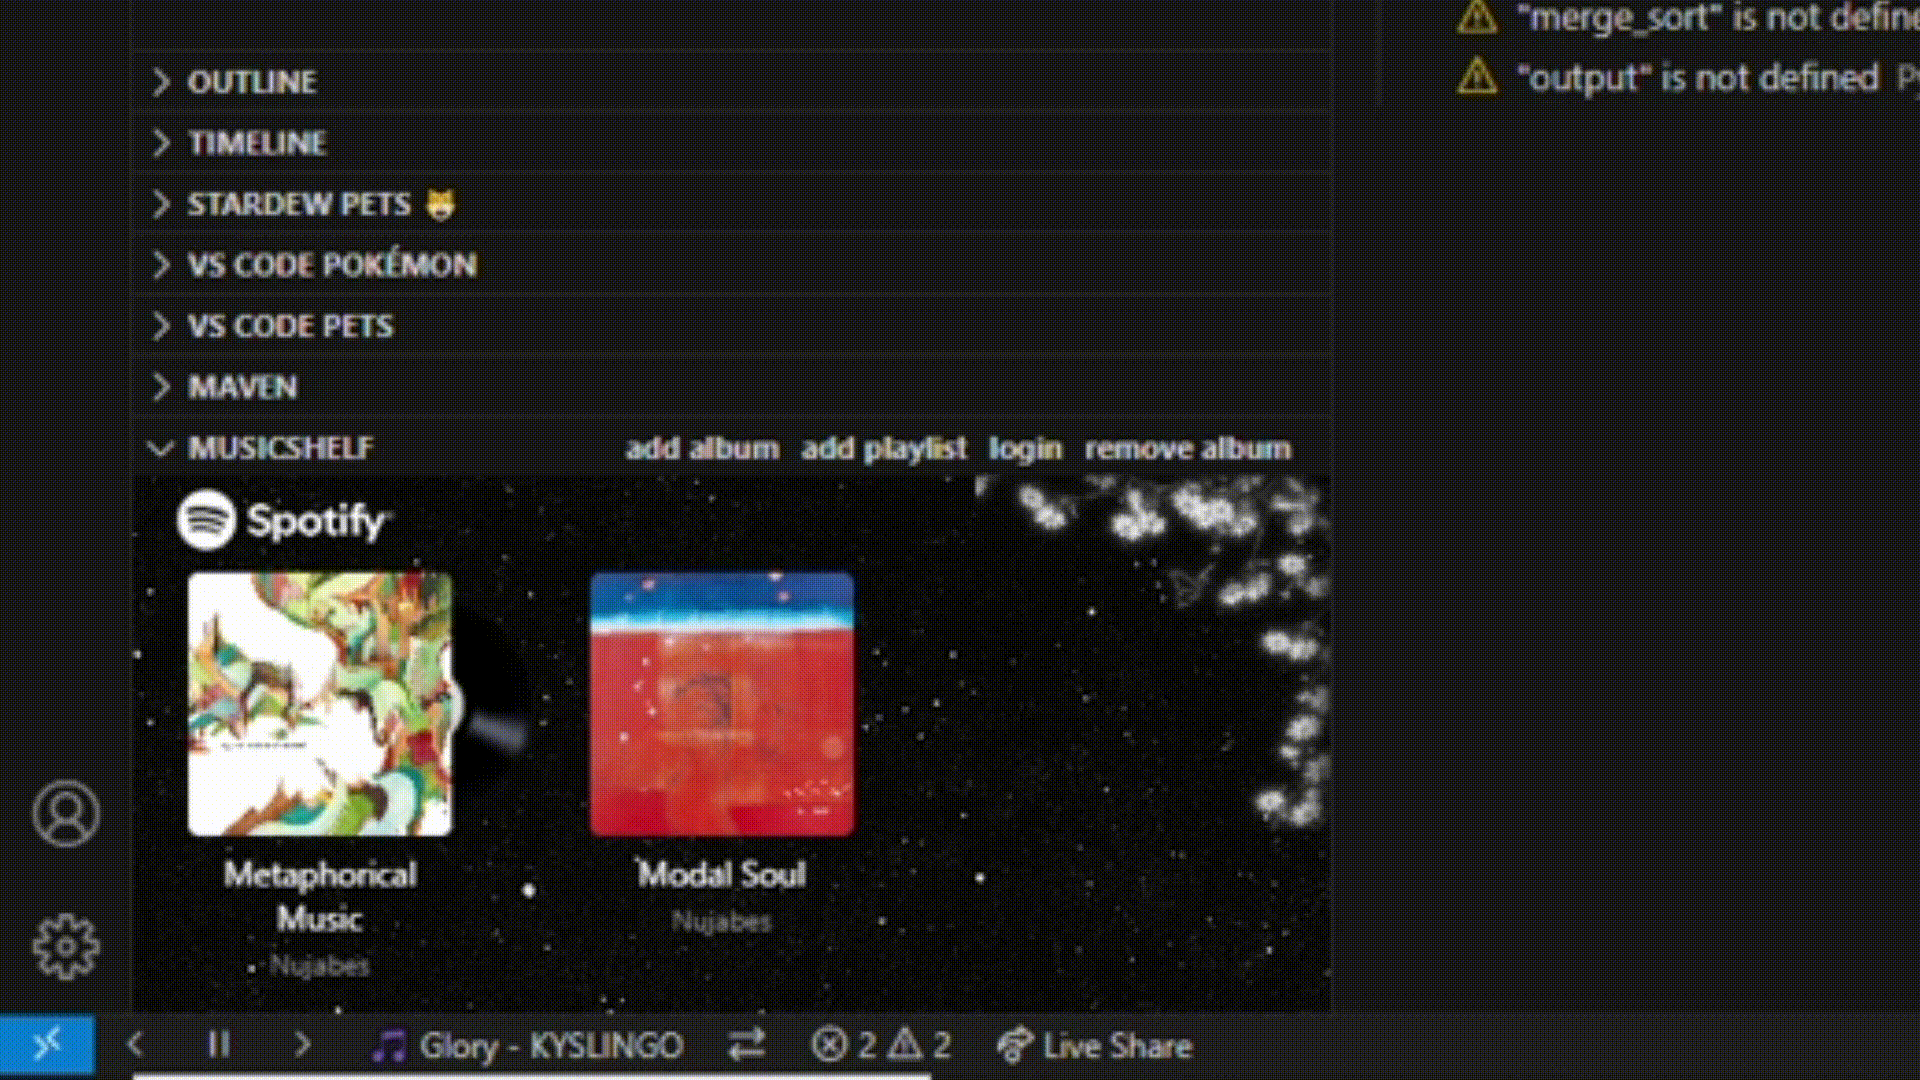 "merge_sort" is not define
"output" is not defined Py
OUTLINE
TIMELINE
STARDEW PETS
VS CODE POKÉMON
VS CODE PETS
MAVEN
MUSICSHELF add album add playlist login remove album
Spotify
Metaphorical
Music
Nujabes
Modal Soul
Nujabes
Glory - KYSLINGO 2 2 Live Share